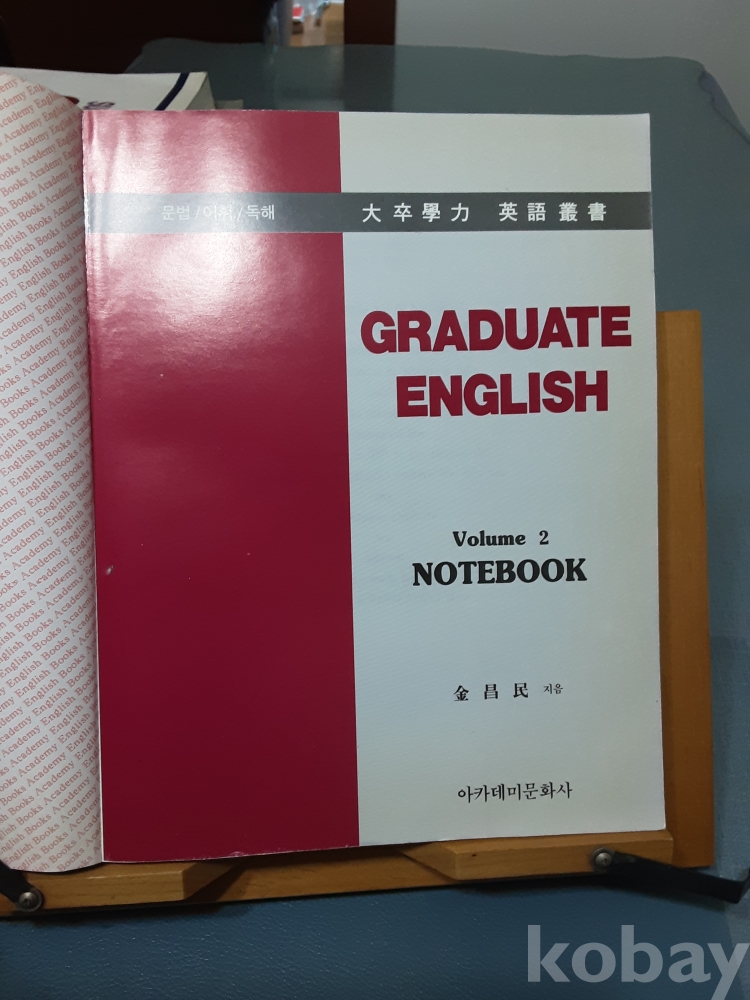 문법/어휘/독해 大卒學力 英語叢書
GRADUATE
ENGLISH
Volume 2
NOTEBOOK
金昌民 지음
아카데미문화사
kobay